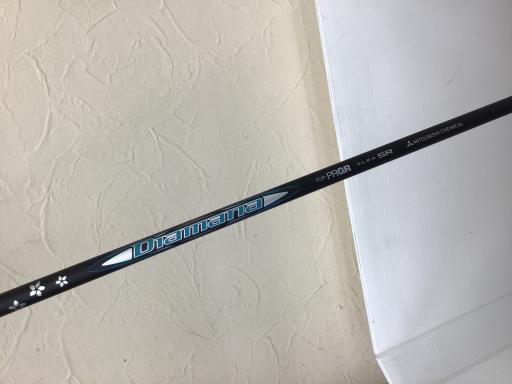 Diamana FOR PRGR FLEX SR MITSUBISHI CHEMICAL